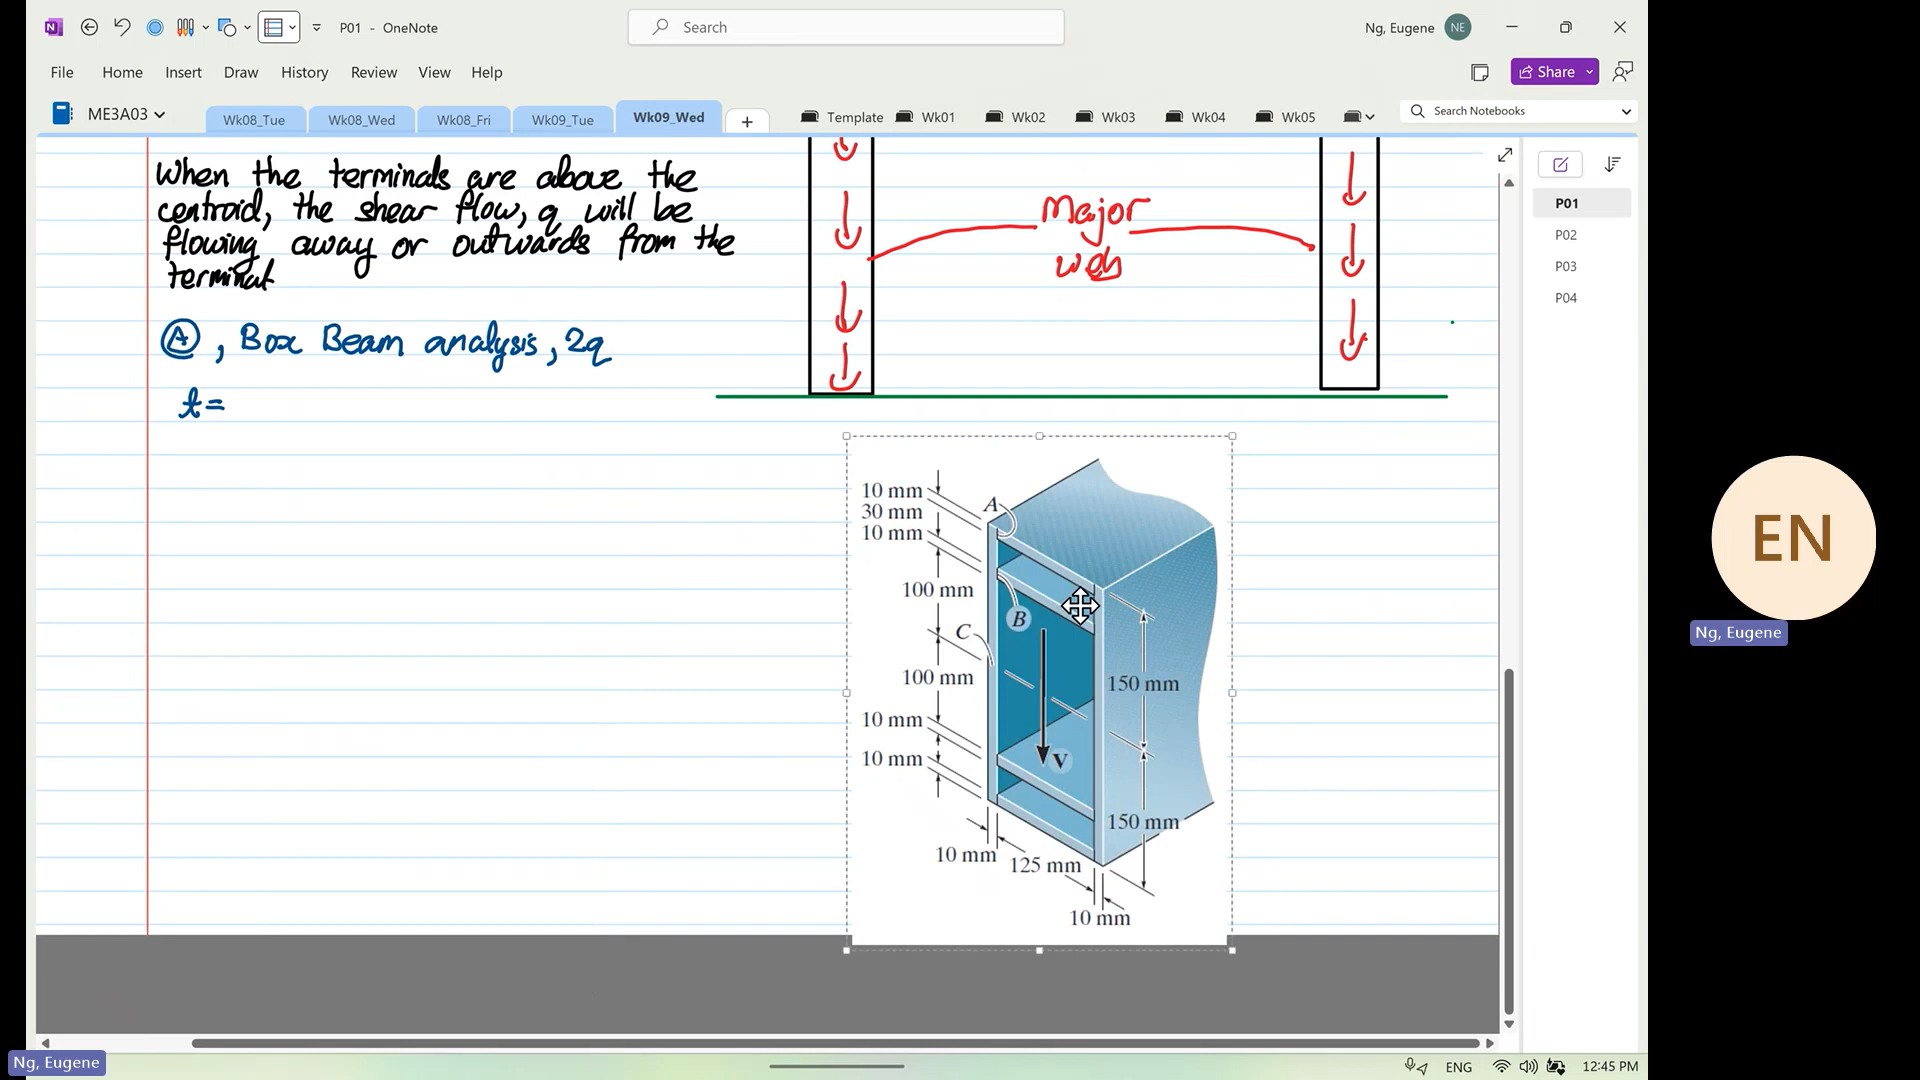 P01 - OneNote
Search
Ng, Eugene
NE
File
Home
Insert
Draw
History
Review
View
Help
Share
ME3A03
Wk08_Tue
Wk08_Wed
Wk08_Fri
Wk09_Tue
Wk09_Wed
Template
Wk01
Wk02
Wk03
Wk04
Wk05
Search Notebooks
P01
P02
P03
P04
When the terminals are above the
centroid, the shear flow, q will be
flowing away or outwards from the
terminal
Major
web
A, Box Beam analysis, 2q
t=
10 mm
30 mm
10 mm
A
100 mm
B
C
100 mm
150 mm
10 mm
10 mm
V
150 mm
10 mm
125 mm
10 mm
EN
Ng, Eugene
Ng, Eugene
ENG
12:45 PM